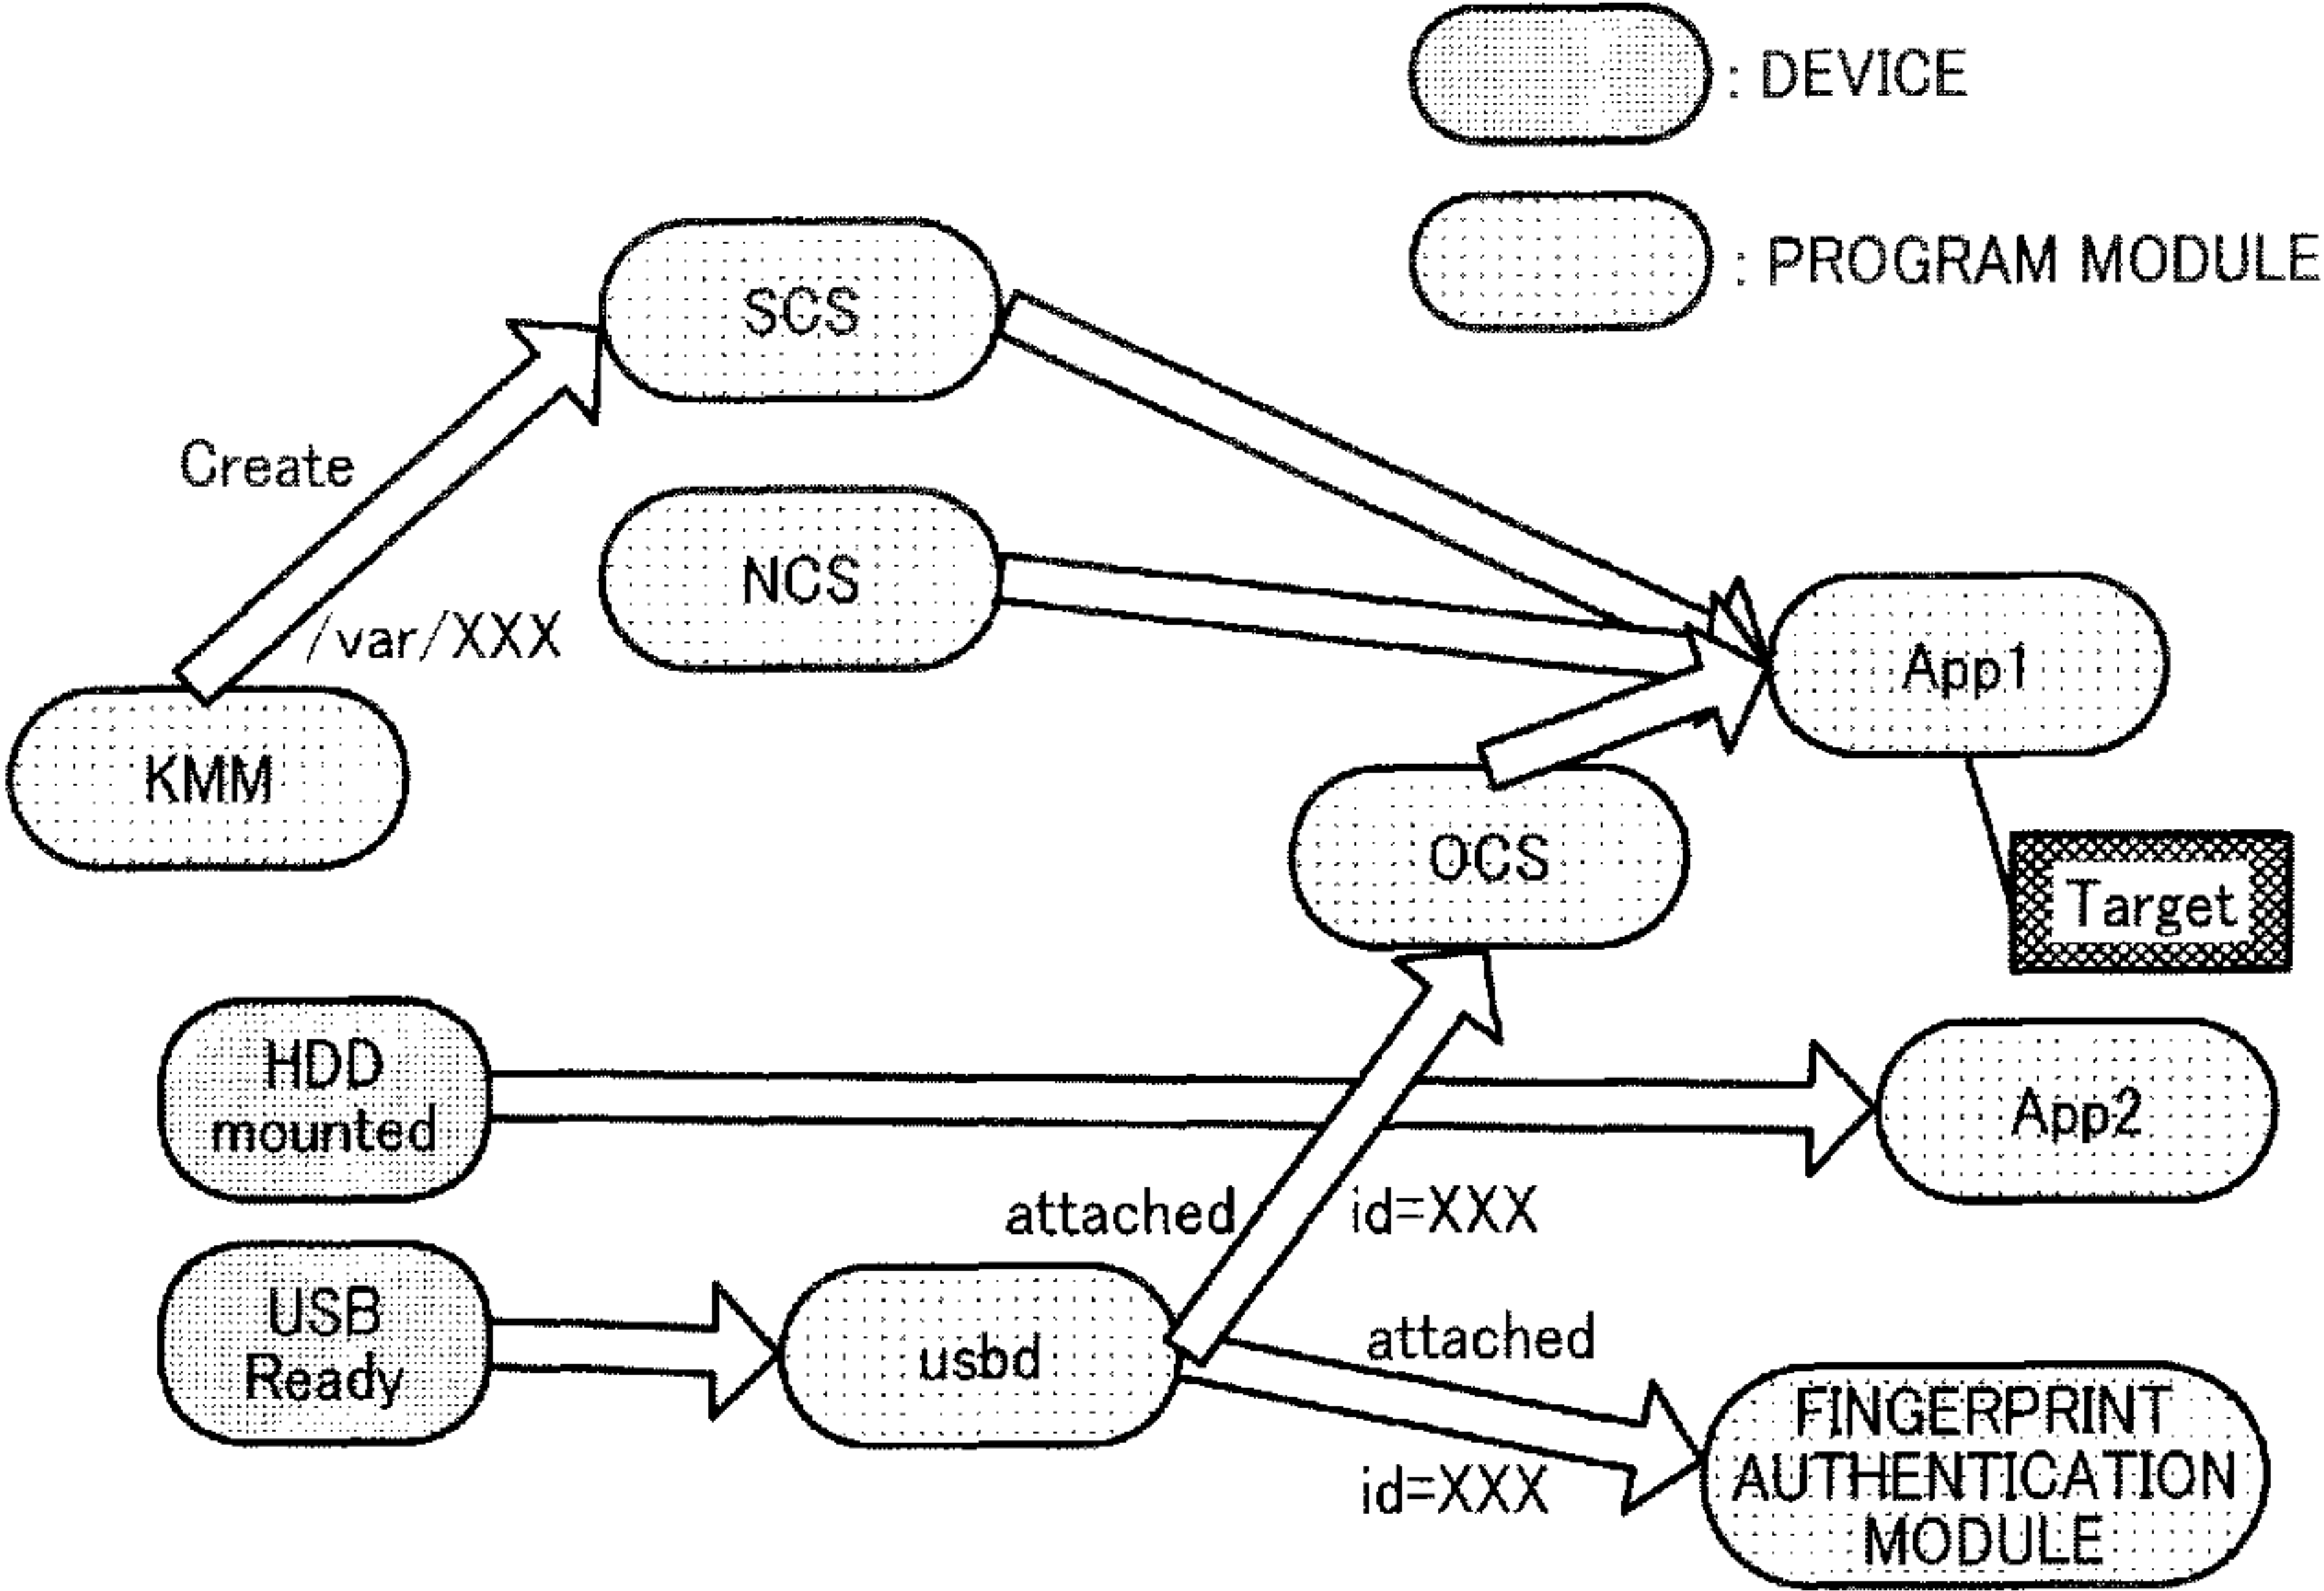 : DEVICE
: PROGRAM MODULE
SCS
Create
NCS
/var/XXX
App1
KMM
OCS
Target
HDD
mounted
App2
attached
id=XXX
USB
Ready
usbd
attached
id=XXX
FINGERPRINT
AUTHENTICATION
MODULE